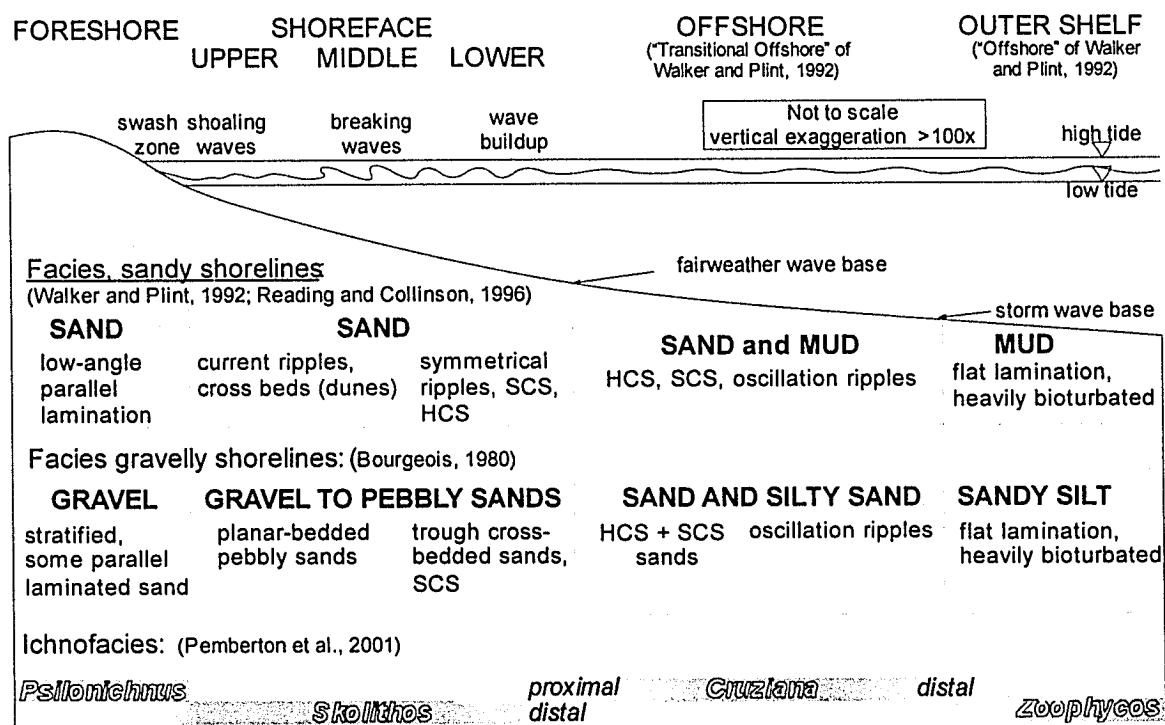 FORESHORE
SHOREFACE
UPPER MIDDLE LOWER
OFFSHORE
("Transitional Offshore" of
Walker and Plint, 1992)
OUTER SHELF
("Offshore" of Walker
and Plint, 1992)
swash
zone
shoaling
waves
breaking
waves
wave
buildup
Not to scale
vertical exaggeration >100x
high tide
low tide
fairweather wave base
storm wave base
Facies, sandy shorelines:
(Walker and Plint, 1992; Reading and Collinson, 1996)
SAND
low-angle
parallel
lamination
SAND
current ripples,
cross beds (dunes)
symmetrical
ripples, SCS,
HCS
SAND and MUD
HCS, SCS, oscillation ripples
MUD
flat lamination,
heavily bioturbated
Facies gravelly shorelines: (Bourgeois, 1980)
GRAVEL
stratified,
some parallel
laminated sand
GRAVEL TO PEBBLY SANDS
planar-bedded
pebbly sands
trough cross-
bedded sands,
SCS
SAND AND SILTY SAND
HCS + SCS
sands
oscillation ripples
SANDY SILT
flat lamination,
heavily bioturbated
Ichnofacies: (Pemberton et al., 2001)
Psilonichnus
Skolithos
proximal
distal
Cruziana
distal
Zoophycos